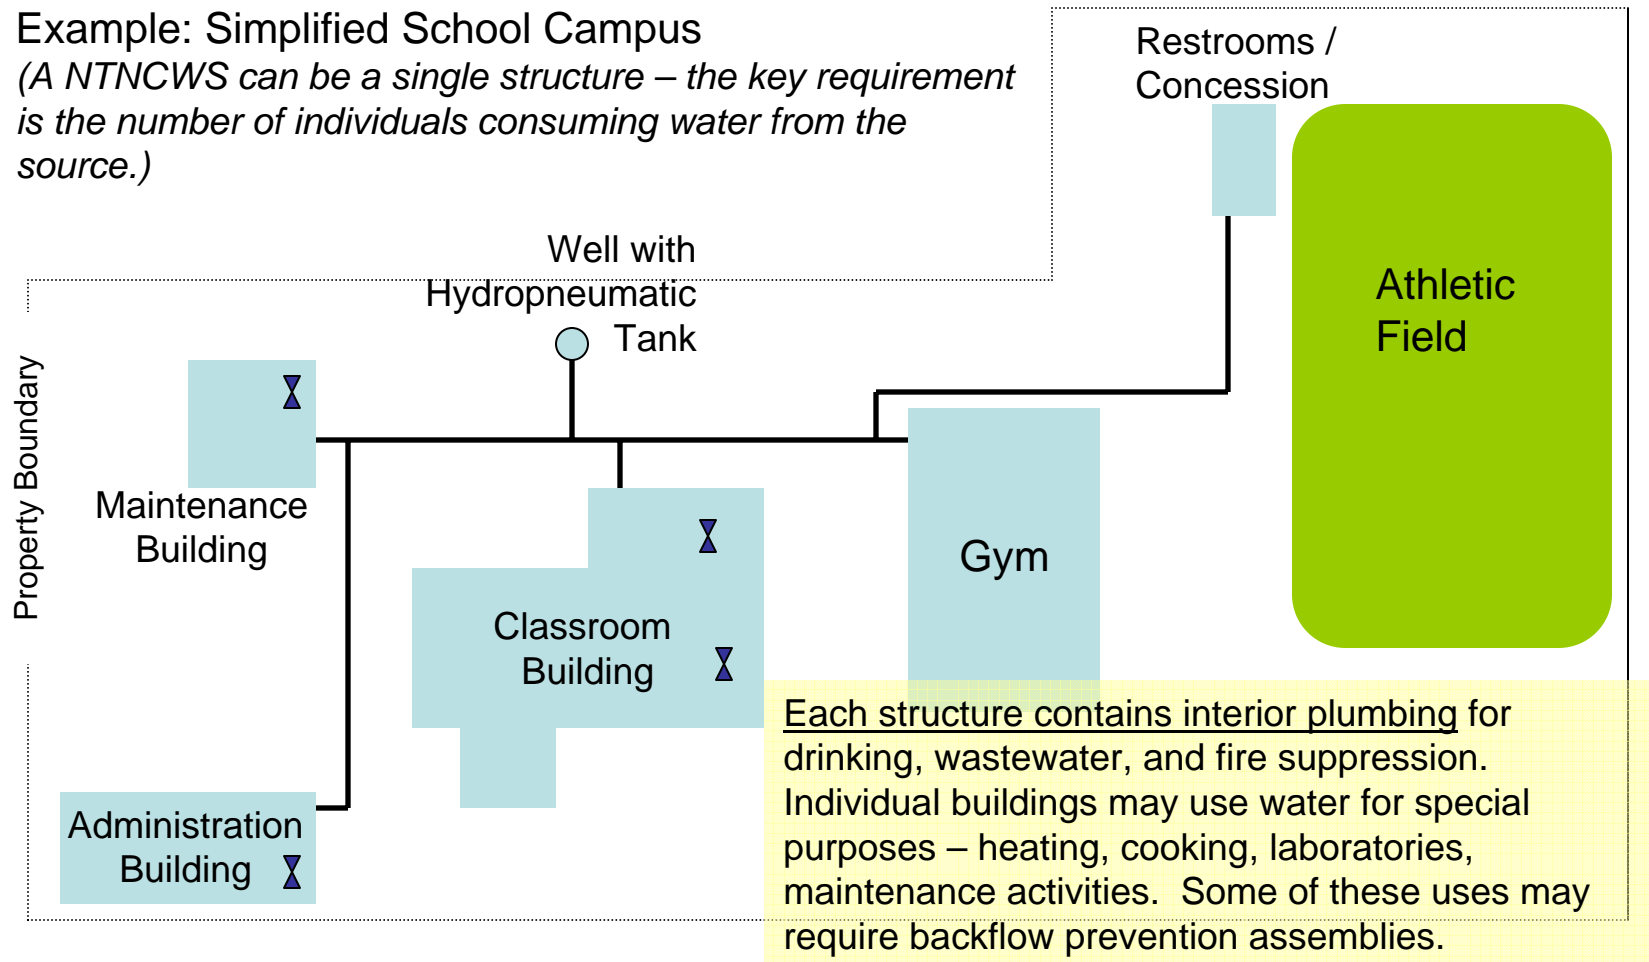 Example: Simplified School Campus
(A NTNCWS can be a single structure – the key requirement
is the number of individuals consuming water from the
source.)
Restrooms /
Concession
Well with
Hydropneumatic
Tank
Athletic
Field
Property Boundary
Maintenance
Building
Gym
Classroom
Building
Each structure contains interior plumbing for
drinking, wastewater, and fire suppression.
Individual buildings may use water for special
purposes – heating, cooking, laboratories,
maintenance activities.  Some of these uses may
require backflow prevention assemblies.
Administration
Building